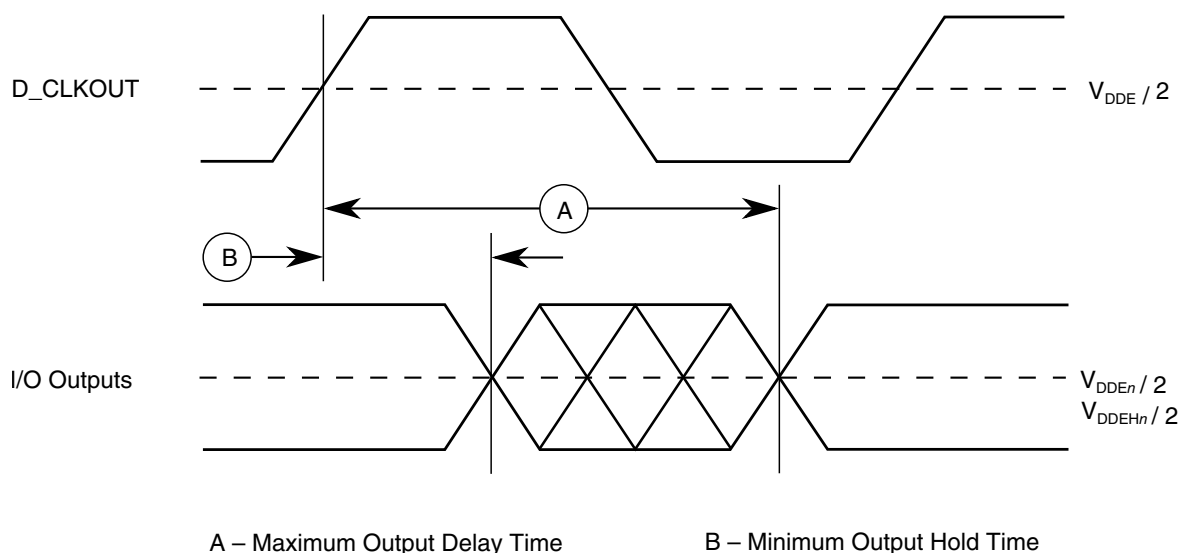 D_CLKOUT
V_DDE / 2
A
B
I/O Outputs
V_DDEn / 2
V_DDEHn / 2
A – Maximum Output Delay Time
B – Minimum Output Hold Time